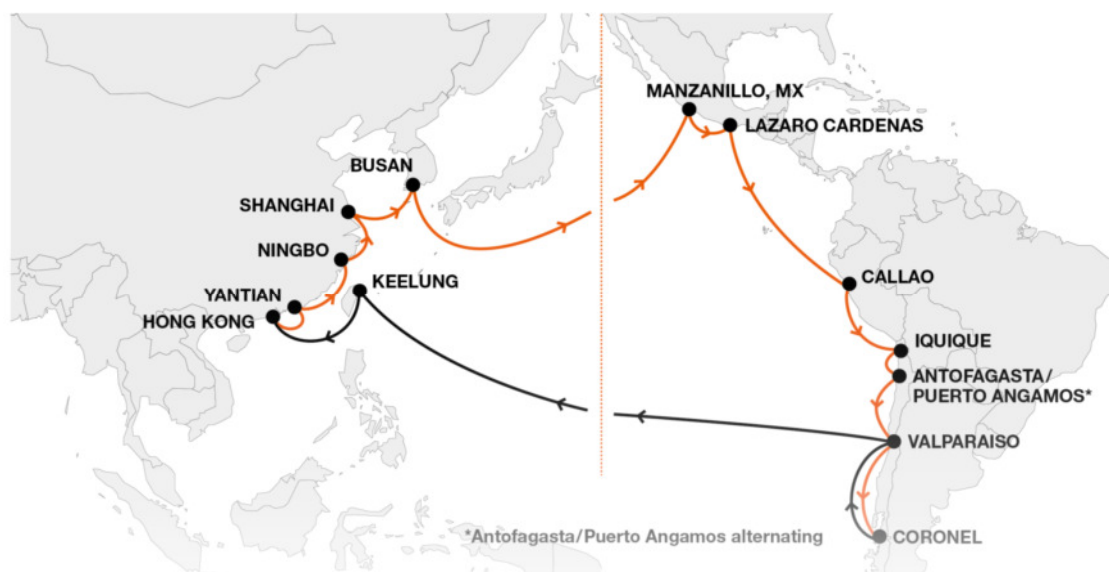 MANZANILLO, MX
LAZARO CARDENAS
BUSAN
SHANGHAI
NINGBO
KEELUNG
CALLAO
YANTIAN
HONG KONG
IQUIQUE
ANTOFAGASTA/
PUERTO ANGAMOS*
VALPARAISO
*Antofagasta/Puerto Angamos alternating
CORONEL